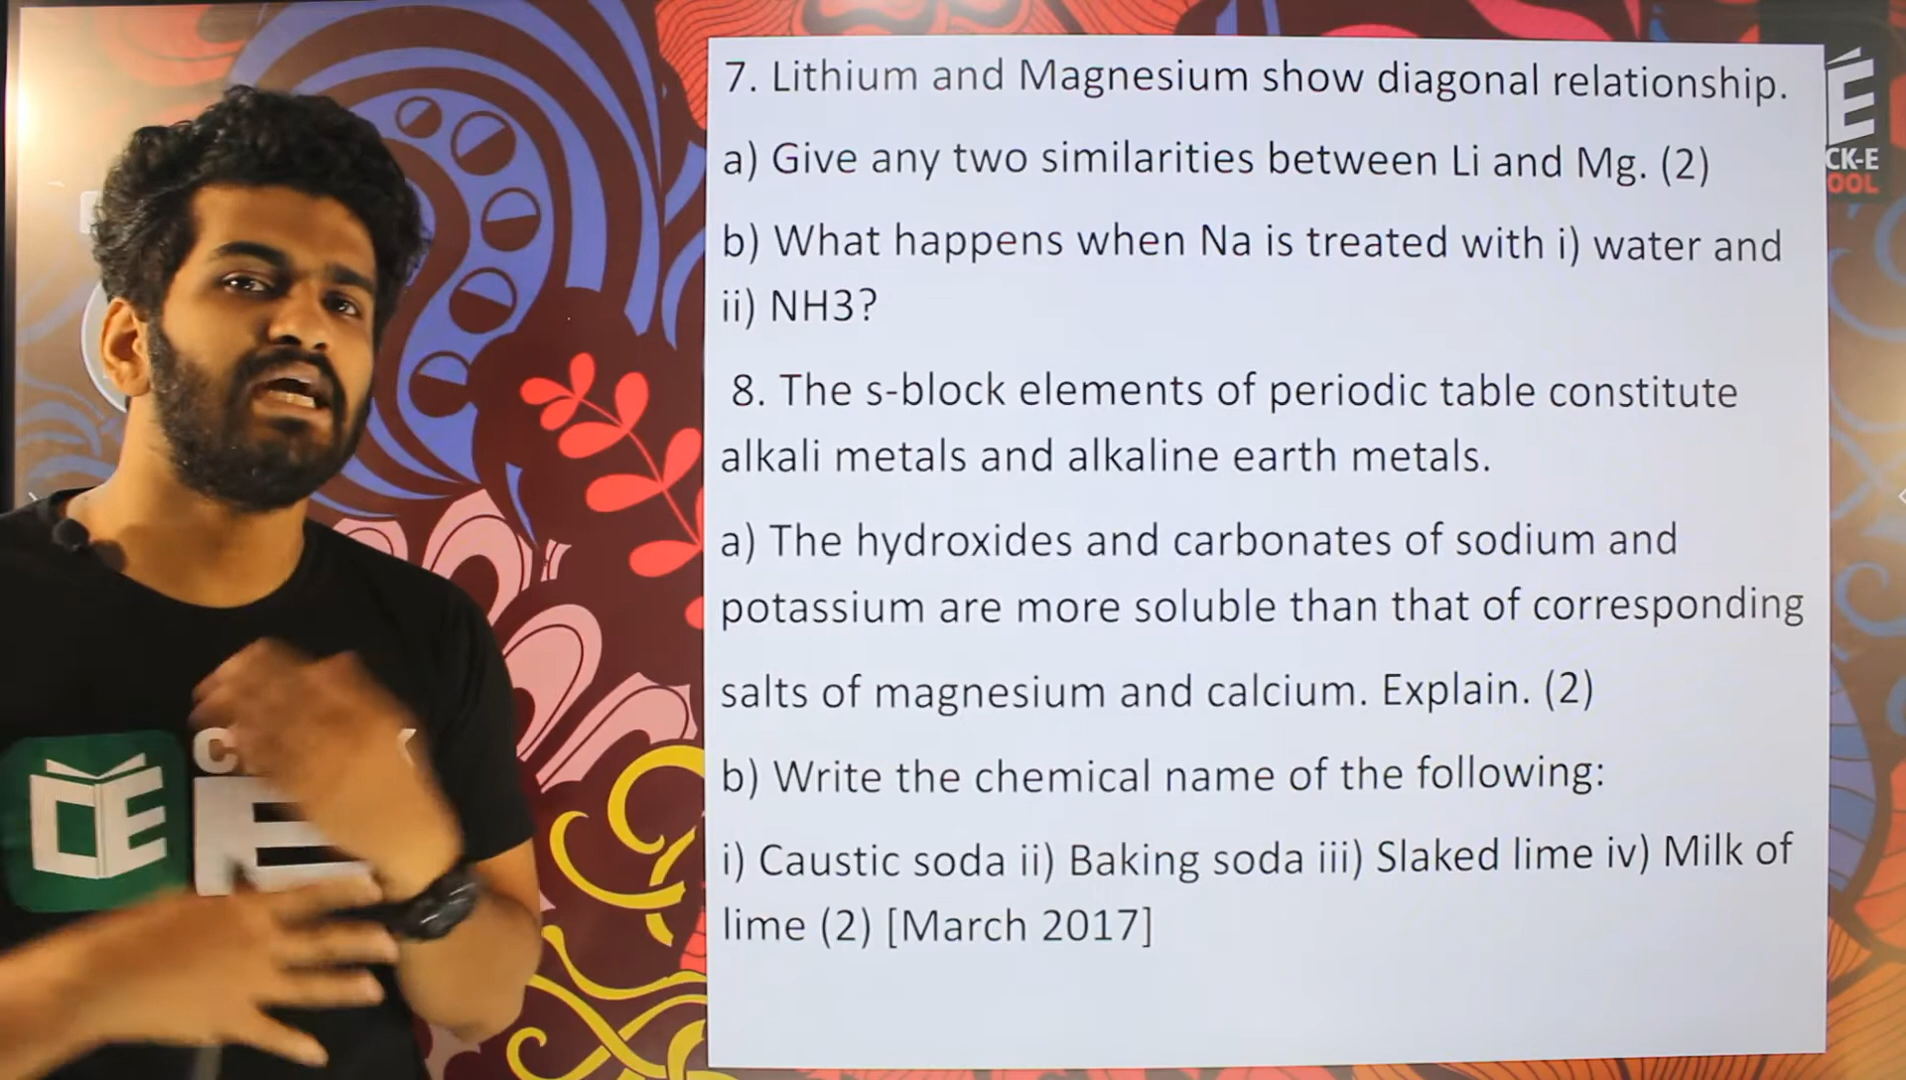 7. Lithium and Magnesium show diagonal relationship.
a) Give any two similarities between Li and Mg. (2)
b) What happens when Na is treated with i) water and
ii) NH3?
8. The s-block elements of periodic table constitute
alkali metals and alkaline earth metals.
a) The hydroxides and carbonates of sodium and
potassium are more soluble than that of corresponding
salts of magnesium and calcium. Explain. (2)
b) Write the chemical name of the following:
i) Caustic soda ii) Baking soda iii) Slaked lime iv) Milk of
lime (2) [March 2017]
É
CK-E
OOL
CE
E